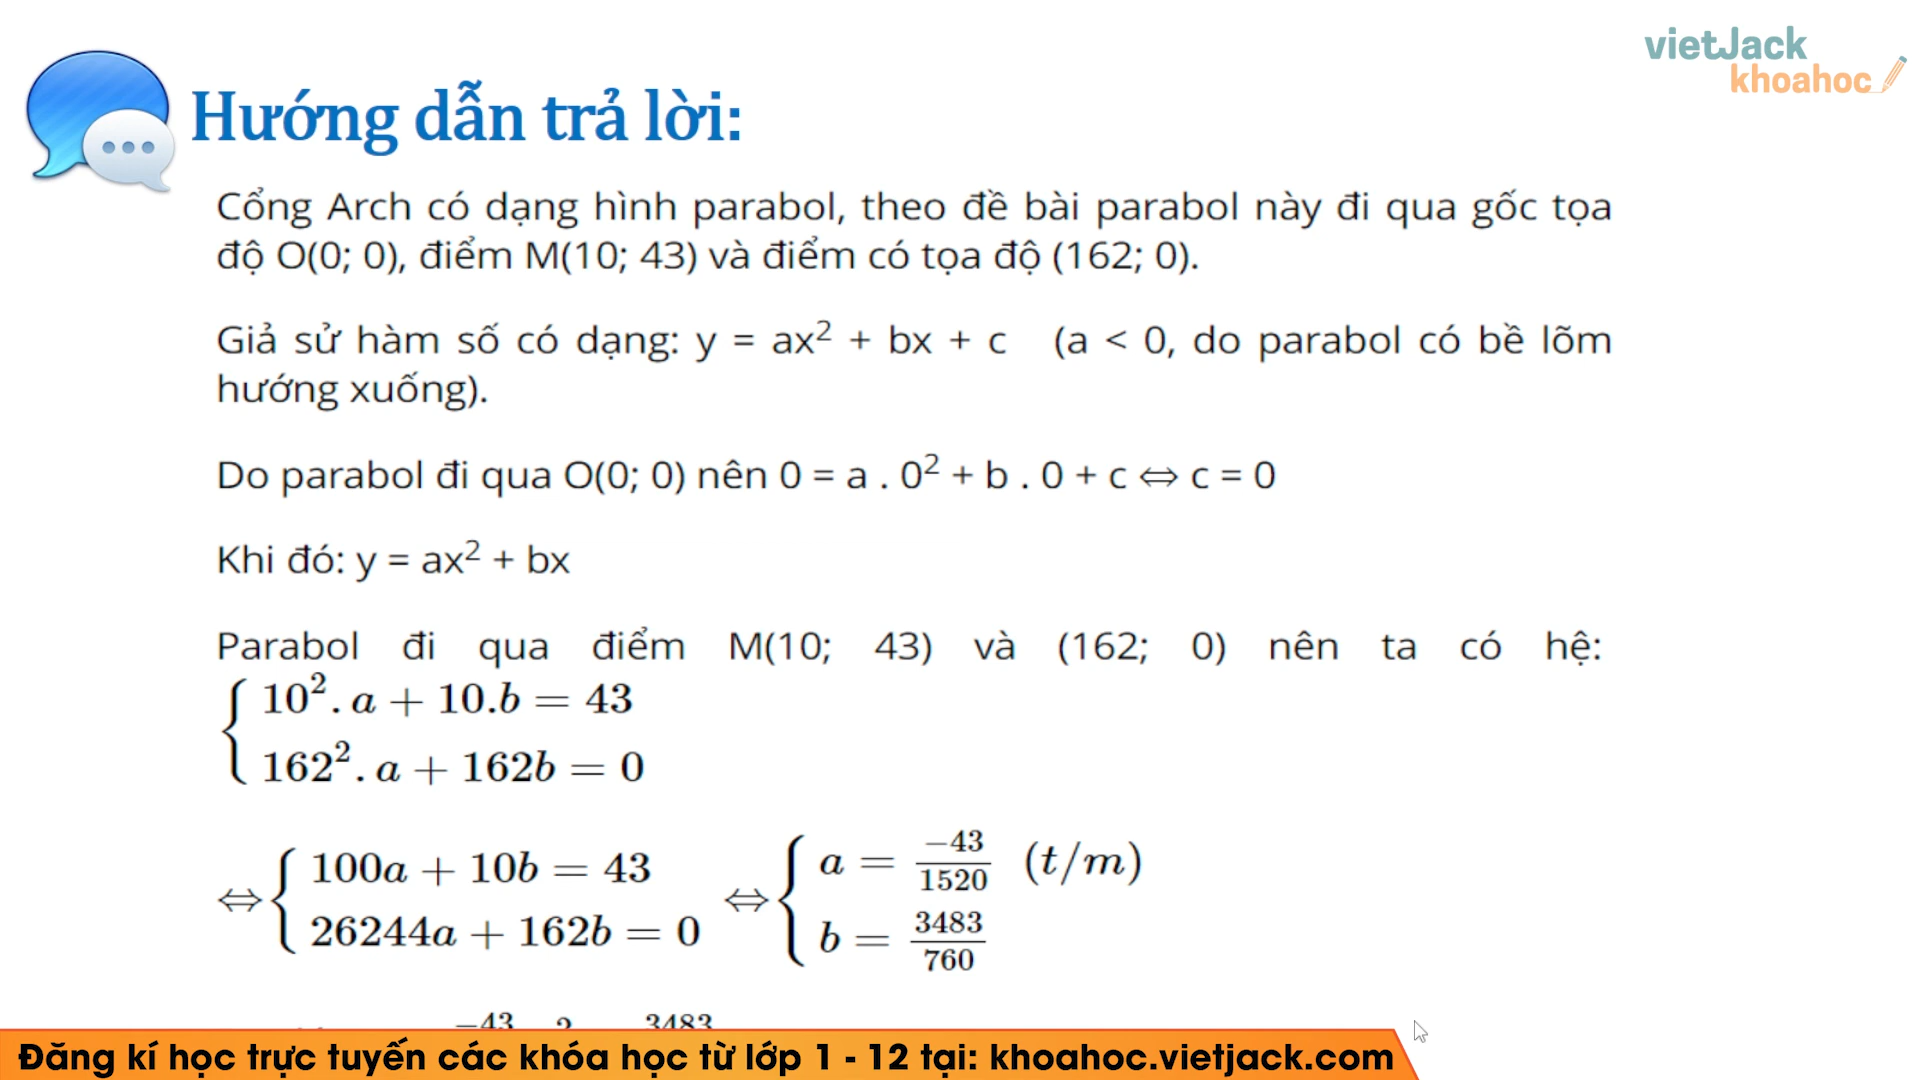 vietJack
khoahoc
Hướng dẫn trả lời:
Cổng Arch có dạng hình parabol, theo đề bài parabol này đi qua gốc tọa
độ O(0; 0), điểm M(10; 43) và điểm có tọa độ (162; 0).
Giả sử hàm số có dạng: y = ax² + bx + c (a < 0, do parabol có bề lõm
hướng xuống).
Do parabol đi qua O(0; 0) nên 0 = a . 0² + b . 0 + c ⇔ c = 0
Khi đó: y = ax² + bx
Parabol đi qua điểm M(10; 43) và (162; 0) nên ta có hệ:
{ 10². a + 10.b = 43
162². a + 162b = 0
⇔ { 100a + 10b = 43 ⇔ { a = −43/1520 (t/m)
26244a + 162b = 0 b = 3483/760
−43 2 3483
Đăng kí học trực tuyến các khóa học từ lớp 1 - 12 tại: khoahoc.vietjack.com